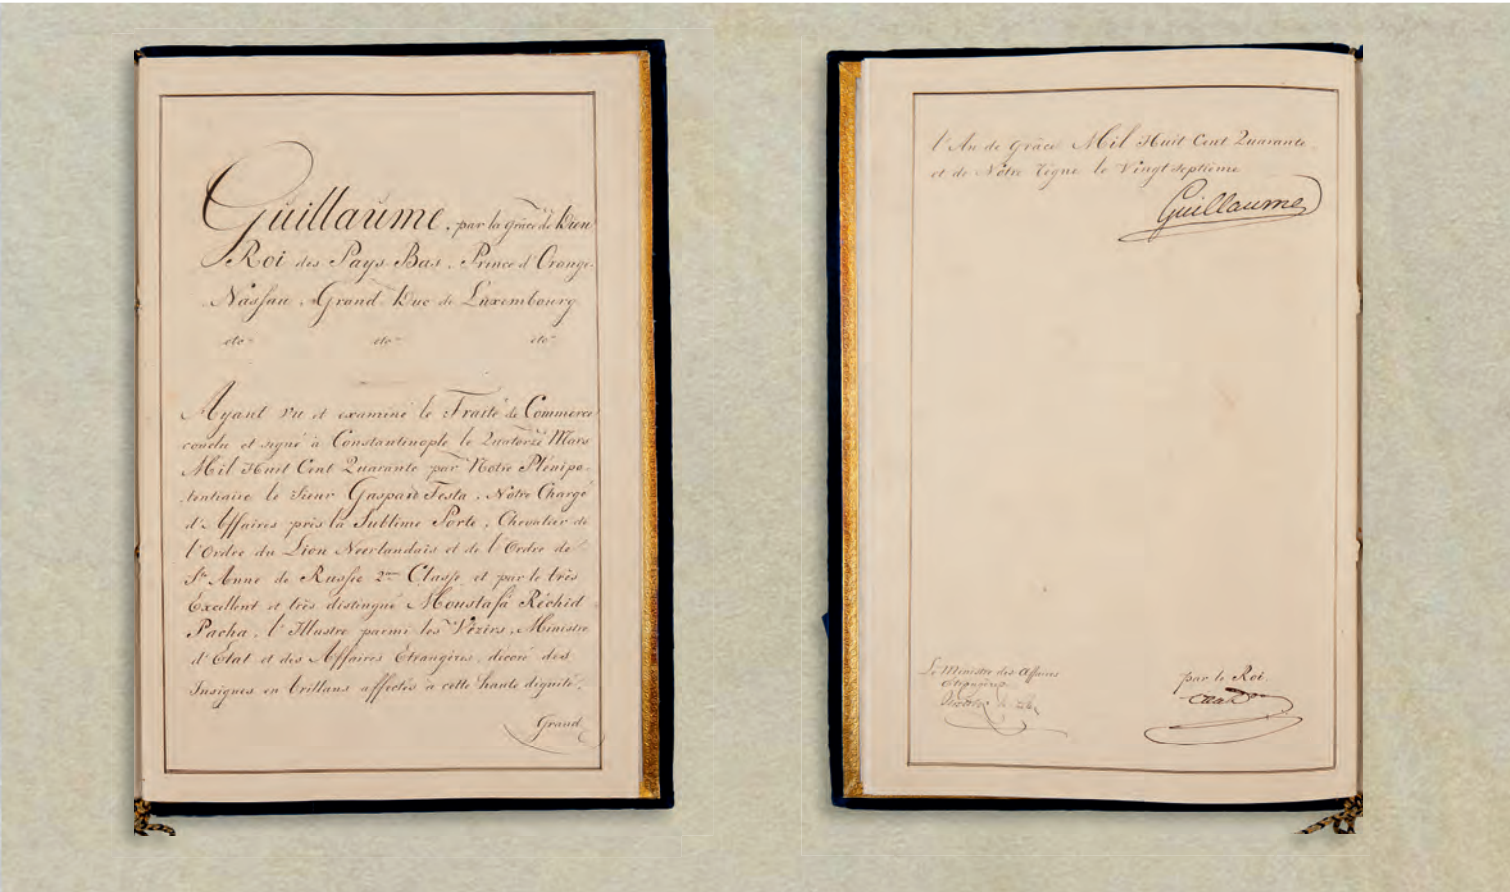 Guillaume, par la grâce de Dieu
Roi des Pays-Bas, Prince d'Orange-
Nassau, Grand-Duc de Luxembourg
etc etc etc
Ayant vu et examiné le Traité de Commerce
conclu et signé à Constantinople le Quatorze Mars
Mil Huit Cent Quarante par Notre Plénipo-
tentiaire le Sieur Gaspard Testa, Notre Chargé
d'Affaires près la Sublime Porte, Chevalier de
l'Ordre du Lion Neerlandais et de l'Ordre de
Ste Anne de Russie 2me Classe, et par le très
Excellent et très distingué Moustafa Réchid
Pacha, l'Illustre parmi les Vézirs, Ministre
d'Etat et des Affaires Etrangères, décoré des
Insignes en brillans affectés à cette haute dignité,
Grand
l'An de Grâce Mil Huit Cent Quarante
et de Nôtre règne le Vingt septième
Guillaume
Le Ministre des Affaires
Etrangères
par le Roi